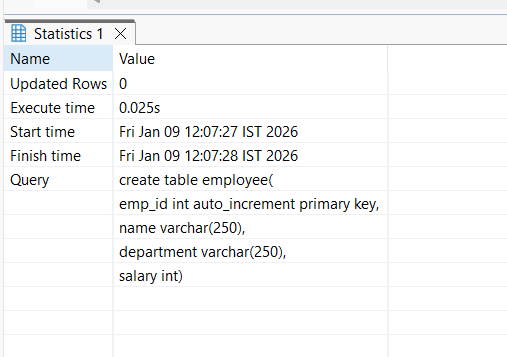 Statistics 1
Name Value
Updated Rows 0
Execute time 0.025s
Start time Fri Jan 09 12:07:27 IST 2026
Finish time Fri Jan 09 12:07:28 IST 2026
Query create table employee(
emp_id int auto_increment primary key,
name varchar(250),
department varchar(250),
salary int)